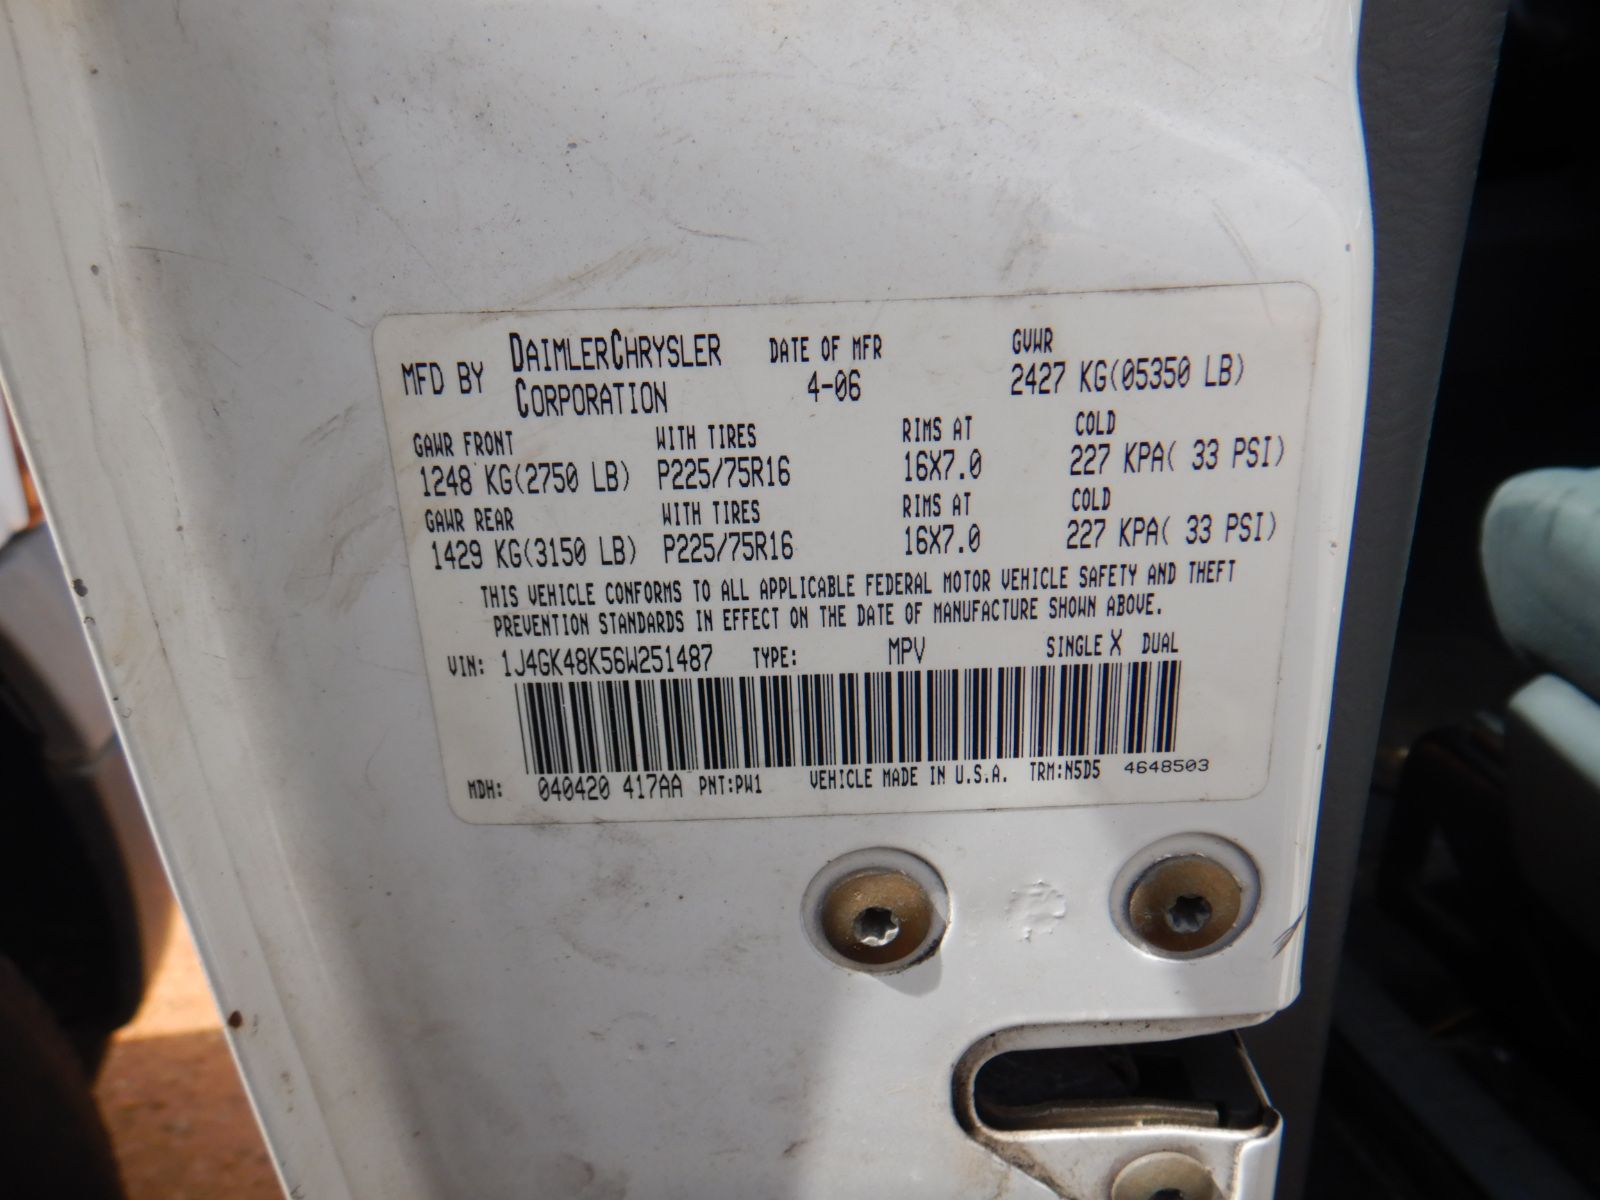 MFD BY DAIMLERCHRYSLER CORPORATION DATE OF MFR 4-06 GVWR 2427 KG(05350 LB)
GAWR FRONT WITH TIRES RIMS AT COLD
1248 KG(2750 LB) P225/75R16 16X7.0 227 KPA( 33 PSI)
GAWR REAR WITH TIRES RIMS AT COLD
1429 KG(3150 LB) P225/75R16 16X7.0 227 KPA( 33 PSI)
THIS VEHICLE CONFORMS TO ALL APPLICABLE FEDERAL MOTOR VEHICLE SAFETY AND THEFT
PREVENTION STANDARDS IN EFFECT ON THE DATE OF MANUFACTURE SHOWN ABOVE.
VIN: 1J4GK48K56W251487 TYPE: MPV SINGLE X DUAL
MDH: 040420 417AA PNT:PW1 VEHICLE MADE IN U.S.A. TRM:N5D5 4648503